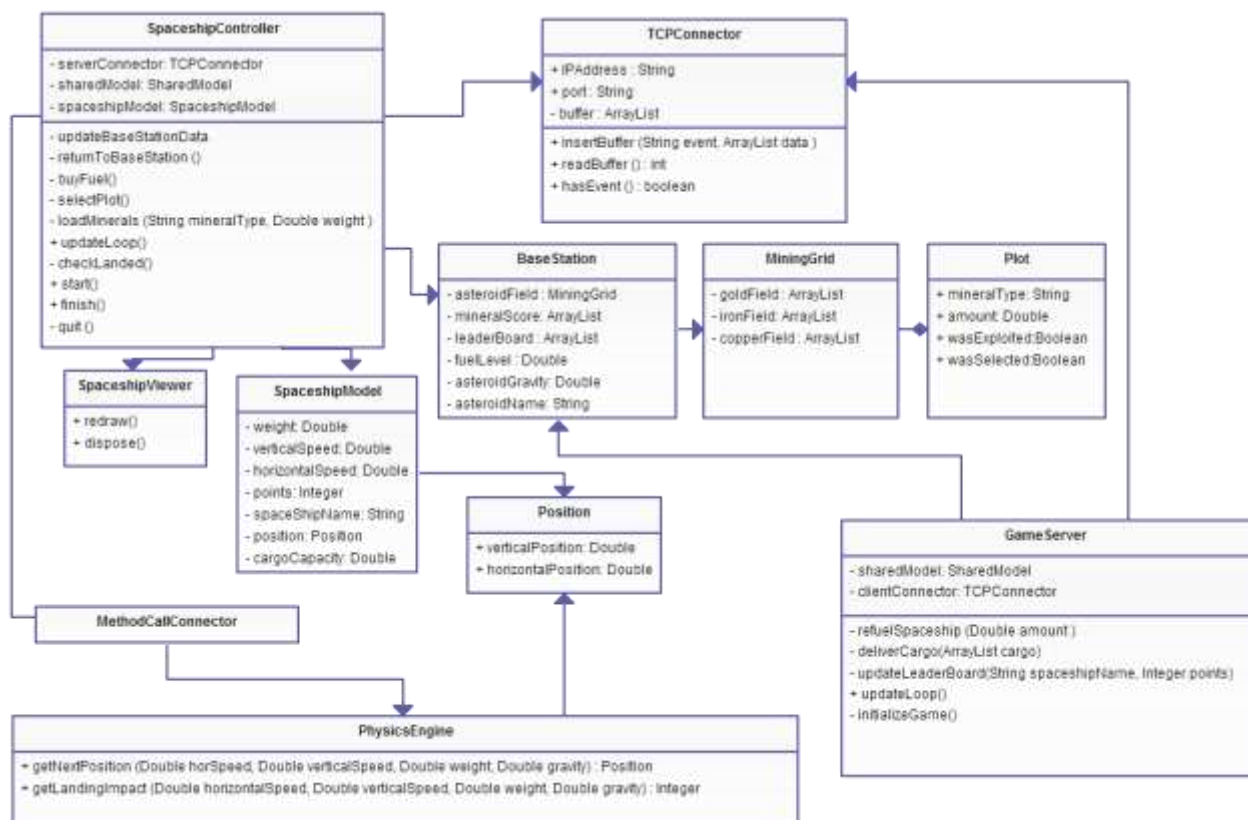 SpaceshipController
- serverConnector: TCPConnector
- sharedModel: SharedModel
- spaceshipModel: SpaceshipModel
- updateBaseStationData
- returnToBaseStation ()
- buyFuel()
- selectPlot()
- loadMinerals (String mineralType, Double weight )
+ updateLoop()
- checkLanded()
+ start()
+ finish()
- quit ()
TCPConnector
+ IPAddress : String
+ port : String
- buffer : ArrayList
+ insertBuffer (String event, ArrayList data )
+ readBuffer () : int
+ hasEvent () : boolean
BaseStation
- asteroidField : MiningGrid
- mineralScore: ArrayList
- leaderBoard : ArrayList
- fuelLevel : Double
- asteroidGravity: Double
- asteroidName: String
MiningGrid
- goldField : ArrayList
- ironField: ArrayList
- copperField : ArrayList
Plot
+ mineralType: String
+ amount: Double
+ wasExploited:Boolean
+ wasSelected:Boolean
SpaceshipViewer
+ redraw()
+ dispose()
SpaceshipModel
- weight: Double
- verticalSpeed: Double
- horizontalSpeed: Double
- points: Integer
- spaceShipName: String
- position: Position
- cargoCapacity: Double
Position
+ verticalPosition: Double
+ horizontalPosition: Double
GameServer
- sharedModel: SharedModel
- clientConnector: TCPConnector
- refuelSpaceship (Double amount )
- deliverCargo(ArrayList cargo)
- updateLeaderBoard(String spaceshipName, Integer points)
+ updateLoop()
- initializeGame()
MethodCallConnector
PhysicsEngine
+ getNextPosition (Double horSpeed, Double verticalSpeed, Double weight, Double gravity) : Position
+ getLandingImpact (Double horizontalSpeed, Double verticalSpeed, Double weight, Double gravity) : Integer